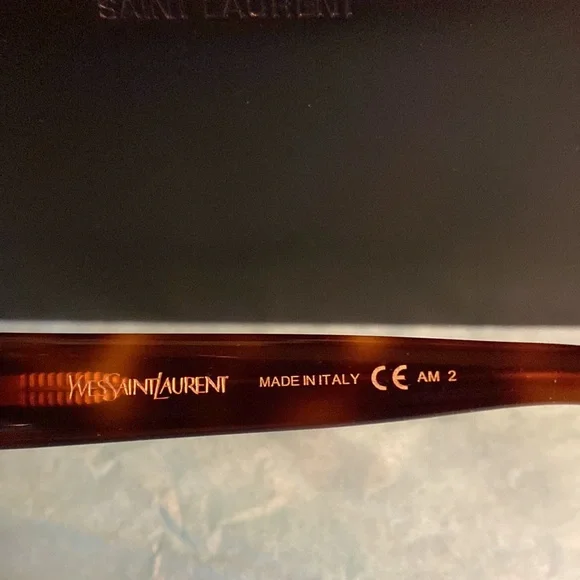 SAINT LAURENT
YVESSAINTLAURENT MADE IN ITALY CE AM 2